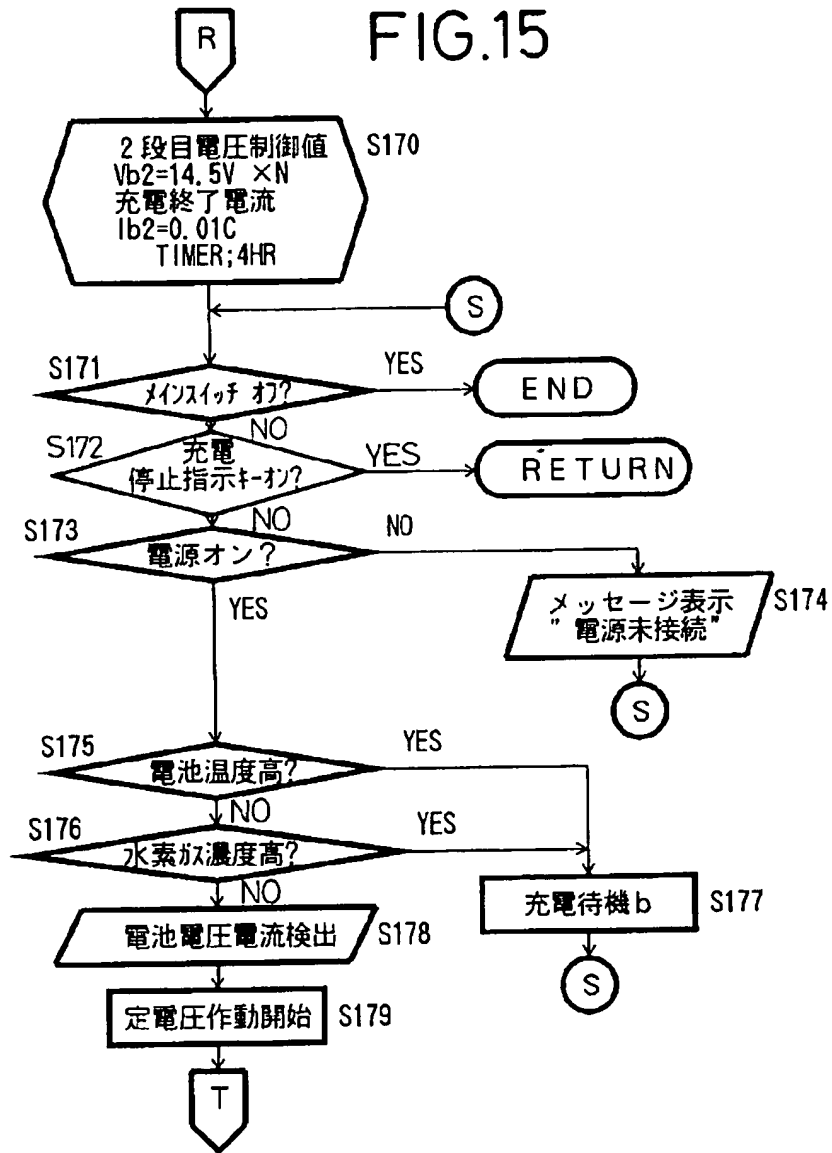 FIG.15
R
2段目電圧制御値
Vb2=14.5V ×N
充電終了電流
Ib2=0.01C
TIMER;4HR
S170
S
S171
メインスイッチ オフ?
YES
END
NO
S172
充電
停止指示キーオン?
YES
RETURN
NO
S173
電源オン?
NO
YES
メッセージ表示
"電源未接続"
S174
S
S175
電池温度高?
YES
NO
S176
水素ガス濃度高?
YES
NO
充電待機b
S177
S
電池電圧電流検出
S178
定電圧作動開始
S179
T